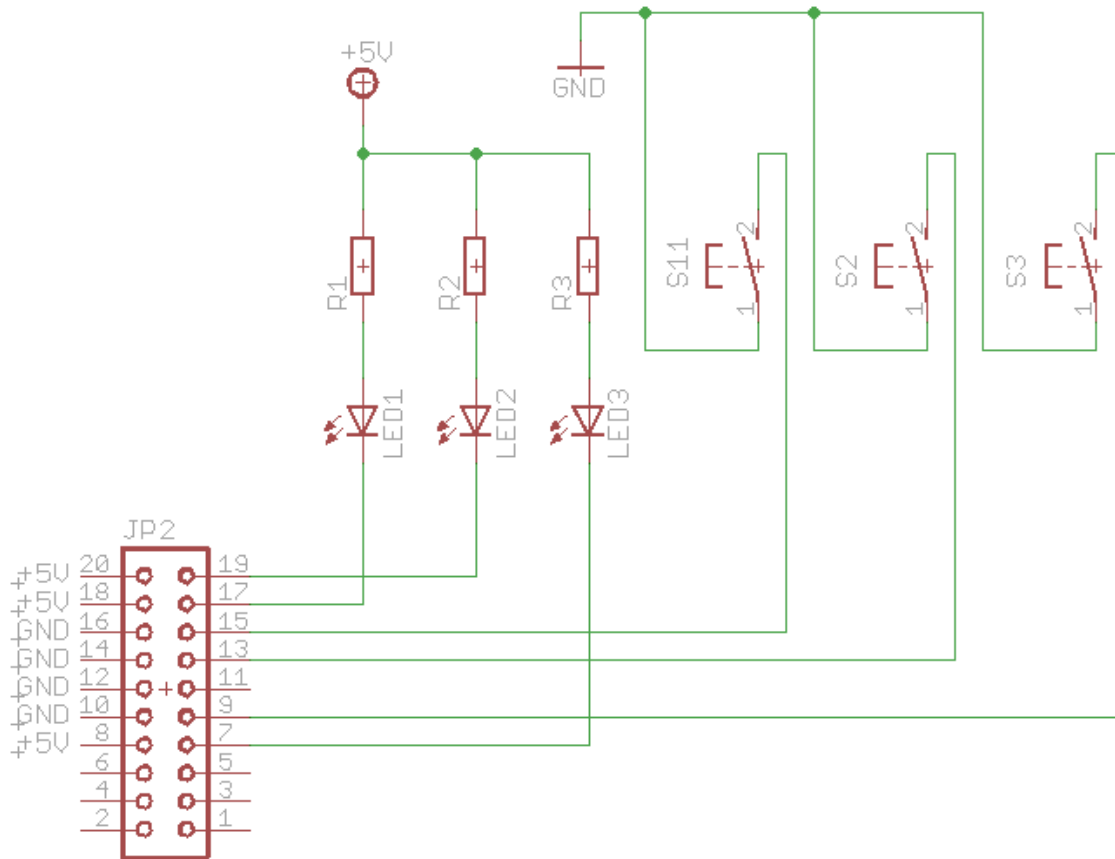 +5V
GND
R1
R2
R3
S11
2
1
S2
2
1
S3
2
1
LED1
LED2
LED3
JP2
+5V 20 19
+5V 18 17
GND 16 15
GND 14 13
GND 12 11
GND 10 9
+5V 8 7
6 5
4 3
2 1